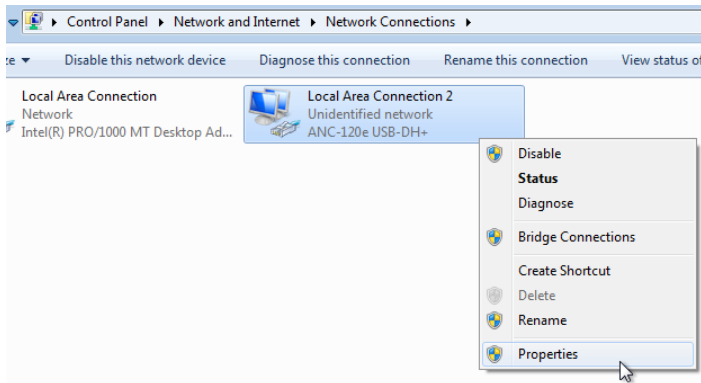 Control Panel Network and Internet Network Connections
ze Disable this network device Diagnose this connection Rename this connection View status of
Local Area Connection
Network
Intel(R) PRO/1000 MT Desktop Ad...
Local Area Connection 2
Unidentified network
ANC-120e USB-DH+
Disable
Status
Diagnose
Bridge Connections
Create Shortcut
Delete
Rename
Properties